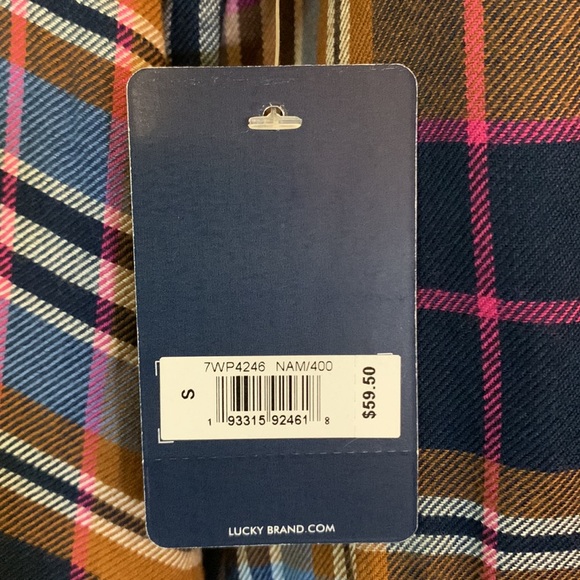 7WP4246 NAM/400
S
1 93315 92461 8
$59.50
LUCKY BRAND.COM